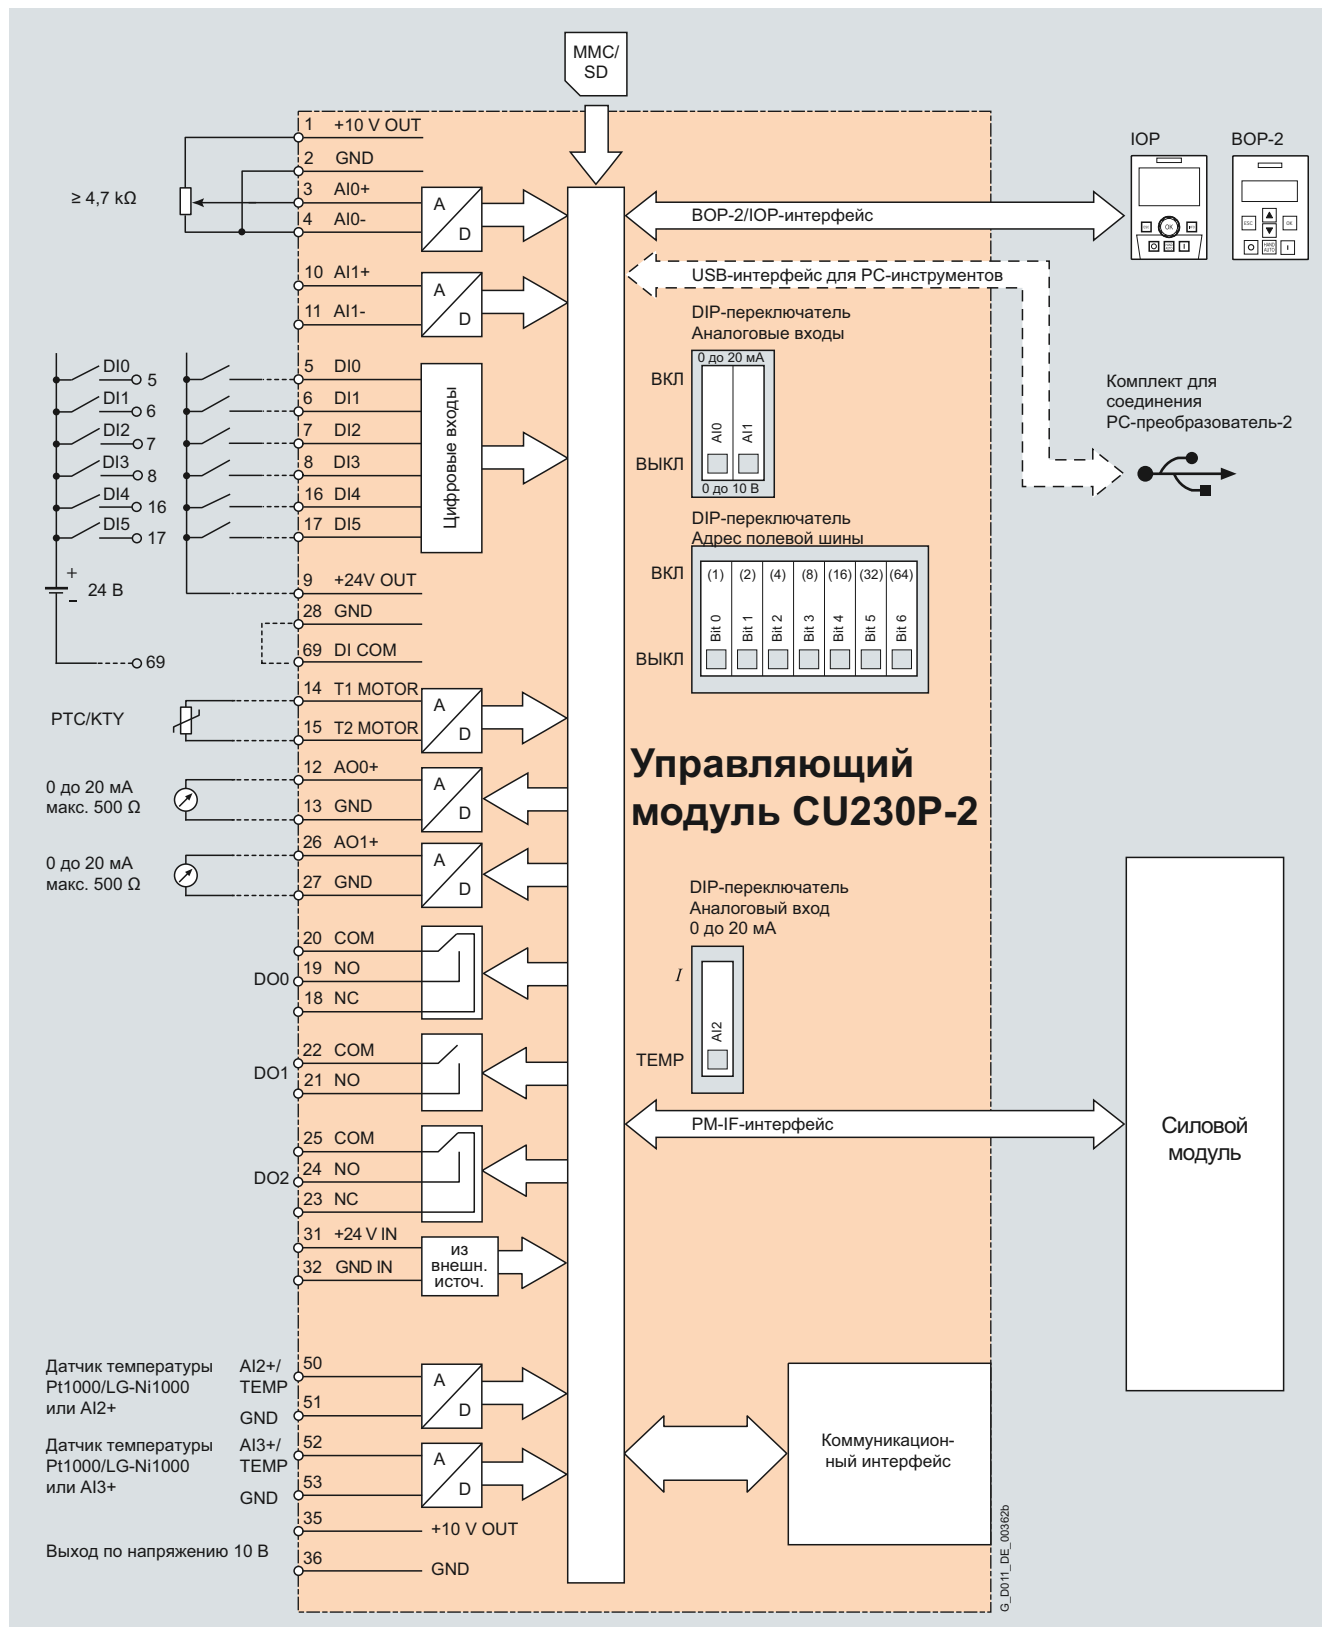 MMC/
SD
1 +10 V OUT
2 GND
3 AI0+
4 AI0-
≥ 4,7 kΩ
A
D
10 AI1+
11 AI1-
A
D
IOP
BOP-2
ESC
OK
HAND
AUTO
BOP-2/IOP-интерфейс
USB-интерфейс для PC-инструментов
DIP-переключатель
Аналоговые входы
0 до 20 мА
ВКЛ
AI0
AI1
ВЫКЛ
0 до 10 В
Комплект для
соединения
PC-преобразователь-2
DI0 5
DI1 6
DI2 7
DI3 8
DI4 16
DI5 17
+
-
24 В
69
5 DI0
6 DI1
7 DI2
8 DI3
16 DI4
17 DI5
Цифровые входы
9 +24V OUT
28 GND
69 DI COM
DIP-переключатель
Адрес полевой шины
ВКЛ
(1) (2) (4) (8) (16) (32) (64)
Bit 0
Bit 1
Bit 2
Bit 3
Bit 4
Bit 5
Bit 6
ВЫКЛ
PTC/KTY
14 T1 MOTOR
15 T2 MOTOR
A
D
Управляющий
модуль CU230P-2
0 до 20 мА
макс. 500 Ω
12 AO0+
13 GND
A
D
0 до 20 мА
макс. 500 Ω
26 AO1+
27 GND
A
D
DIP-переключатель
Аналоговый вход
0 до 20 мА
I
AI2
TEMP
DO0
20 COM
19 NO
18 NC
DO1
22 COM
21 NO
DO2
25 COM
24 NO
23 NC
PM-IF-интерфейс
Силовой
модуль
31 +24 V IN
32 GND IN
из
внешн.
источ.
Датчик температуры
Pt1000/LG-Ni1000
или AI2+
AI2+/
TEMP
GND
50
51
A
D
Датчик температуры
Pt1000/LG-Ni1000
или AI3+
AI3+/
TEMP
GND
52
53
A
D
Коммуникацион-
ный интерфейс
Выход по напряжению 10 В
35 +10 V OUT
36 GND
G_D011_DE_00362b